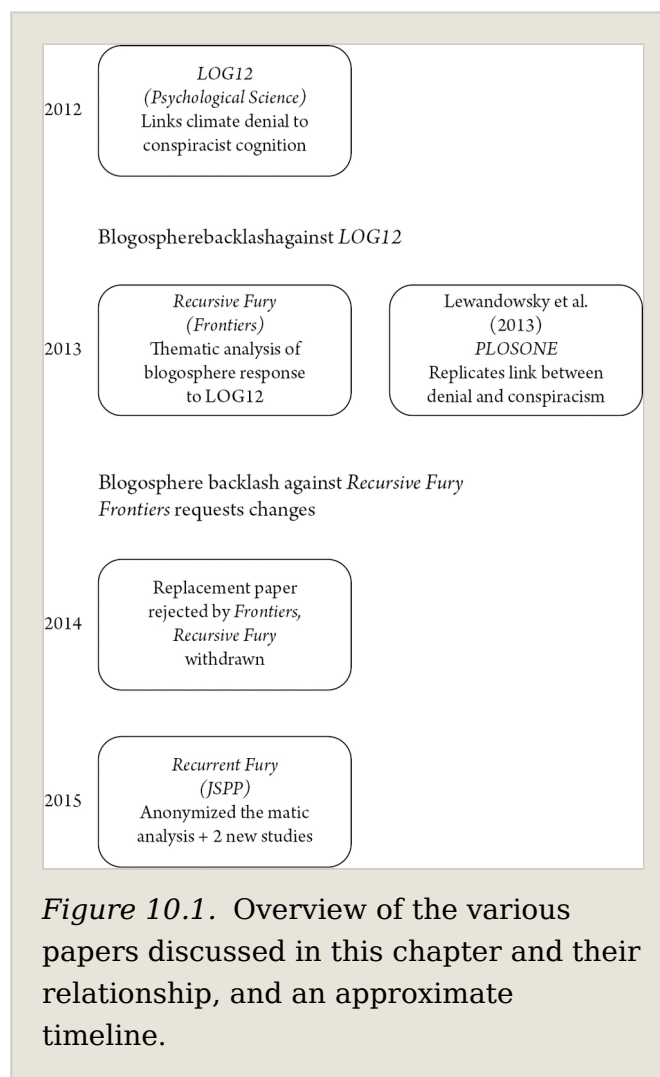 LOG12
(Psychological Science)
2012
Links climate denial to
conspiracist cognition
Blogospherebacklashagainst LOG12
Recursive Fury
(Frontiers)
2013
Thematic analysis of
blogosphere response
to LOG12
Lewandowsky et al.
(2013)
PLOSONE
Replicates link between
denial and conspiracism
Blogosphere backlash against Recursive Fury
Frontiers requests changes
Replacement paper
rejected by Frontiers,
2014
Recursive Fury
withdrawn
Recurrent Fury
(JSPP)
2015
Anonymized the matic
analysis + 2 new studies
Figure 10.1. Overview of the various
papers discussed in this chapter and their
relationship, and an approximate
timeline.